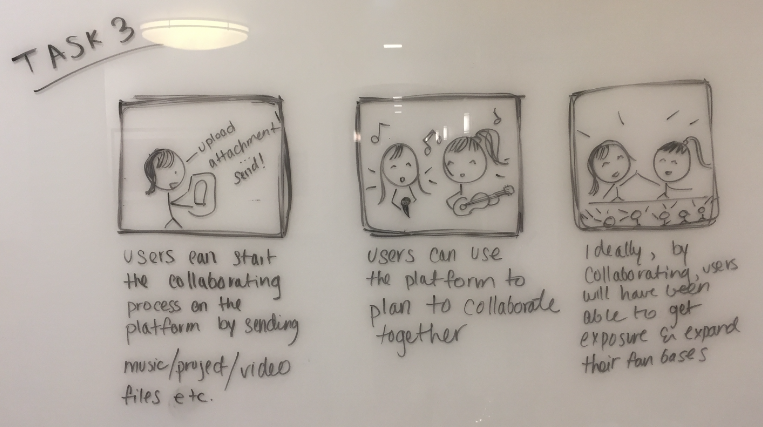 TASK 3
upload
attachment
...
send!
users can start
the collaborating
process on the
platform by sending
music/project/video
files etc.
users can use
the platform to
plan to collaborate
together
Ideally, by
collaborating, users
will have been
able to get
exposure & expand
their fan bases